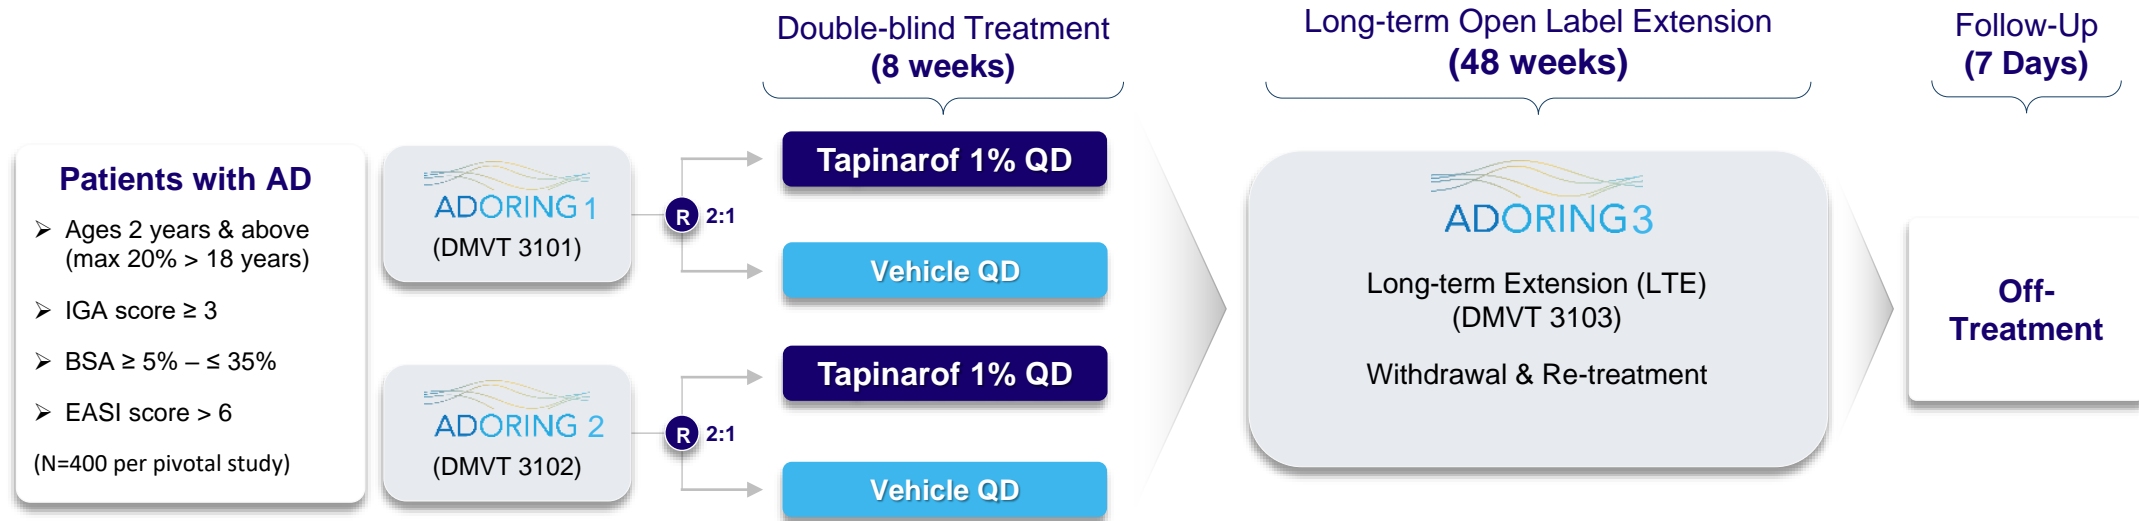 Double-blind Treatment
(8 weeks)
Long-term Open Label Extension
(48 weeks)
Follow-Up
(7 Days)
Patients with AD
➢ Ages 2 years & above
(max 20% > 18 years)
➢ IGA score ≥ 3
➢ BSA ≥ 5% – ≤ 35%
➢ EASI score > 6
(N=400 per pivotal study)
ADORING 1
(DMVT 3101)
R 2:1
Tapinarof 1% QD
Vehicle QD
ADORING 2
(DMVT 3102)
R 2:1
Tapinarof 1% QD
Vehicle QD
ADORING 3
Long-term Extension (LTE)
(DMVT 3103)
Withdrawal & Re-treatment
Off-
Treatment